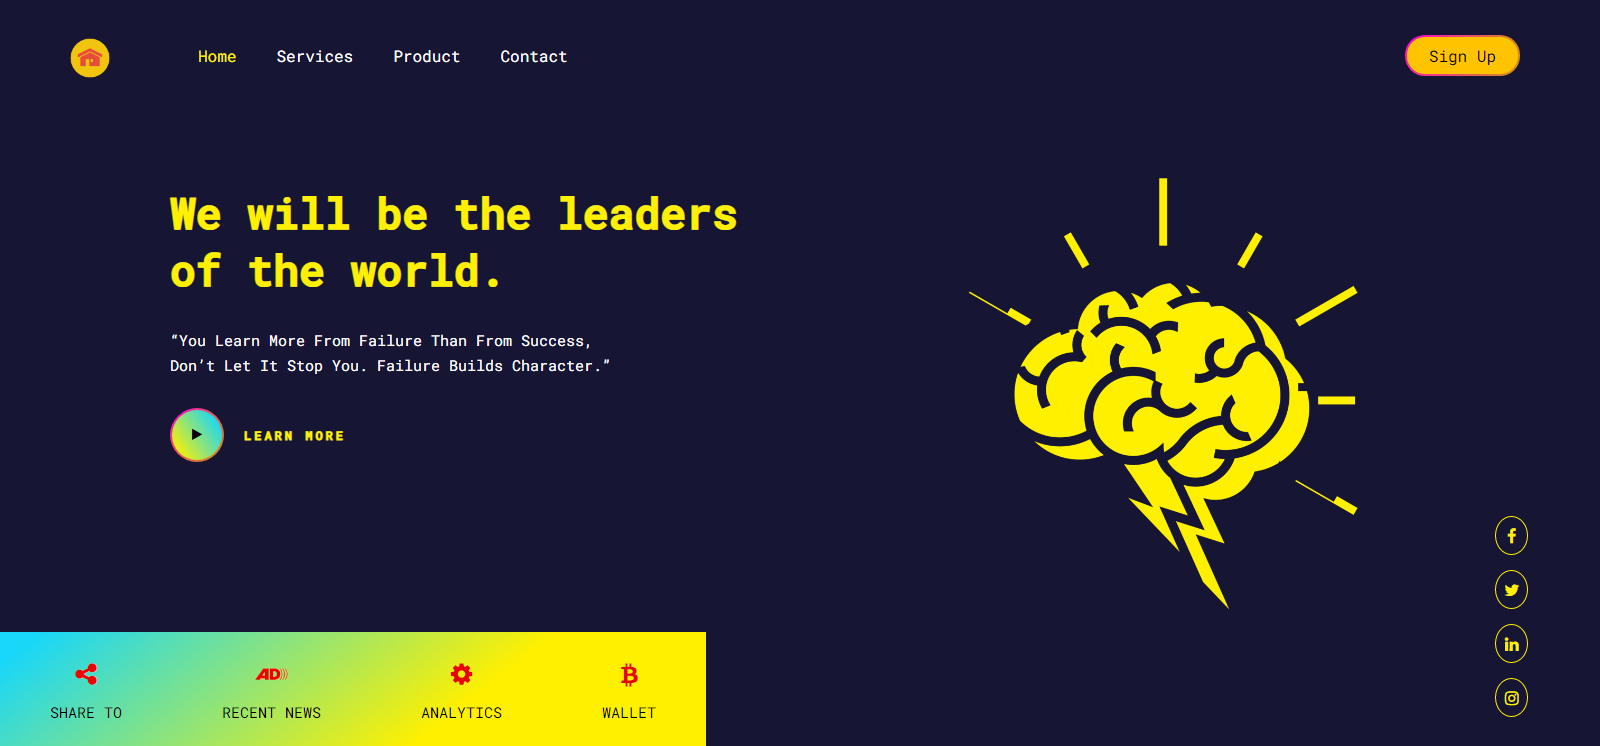 Home Services Product Contact Sign Up
We will be the leaders
of the world.
“You Learn More From Failure Than From Success,
Don’t Let It Stop You. Failure Builds Character.”
LEARN MORE
AD
SHARE TO RECENT NEWS ANALYTICS WALLET